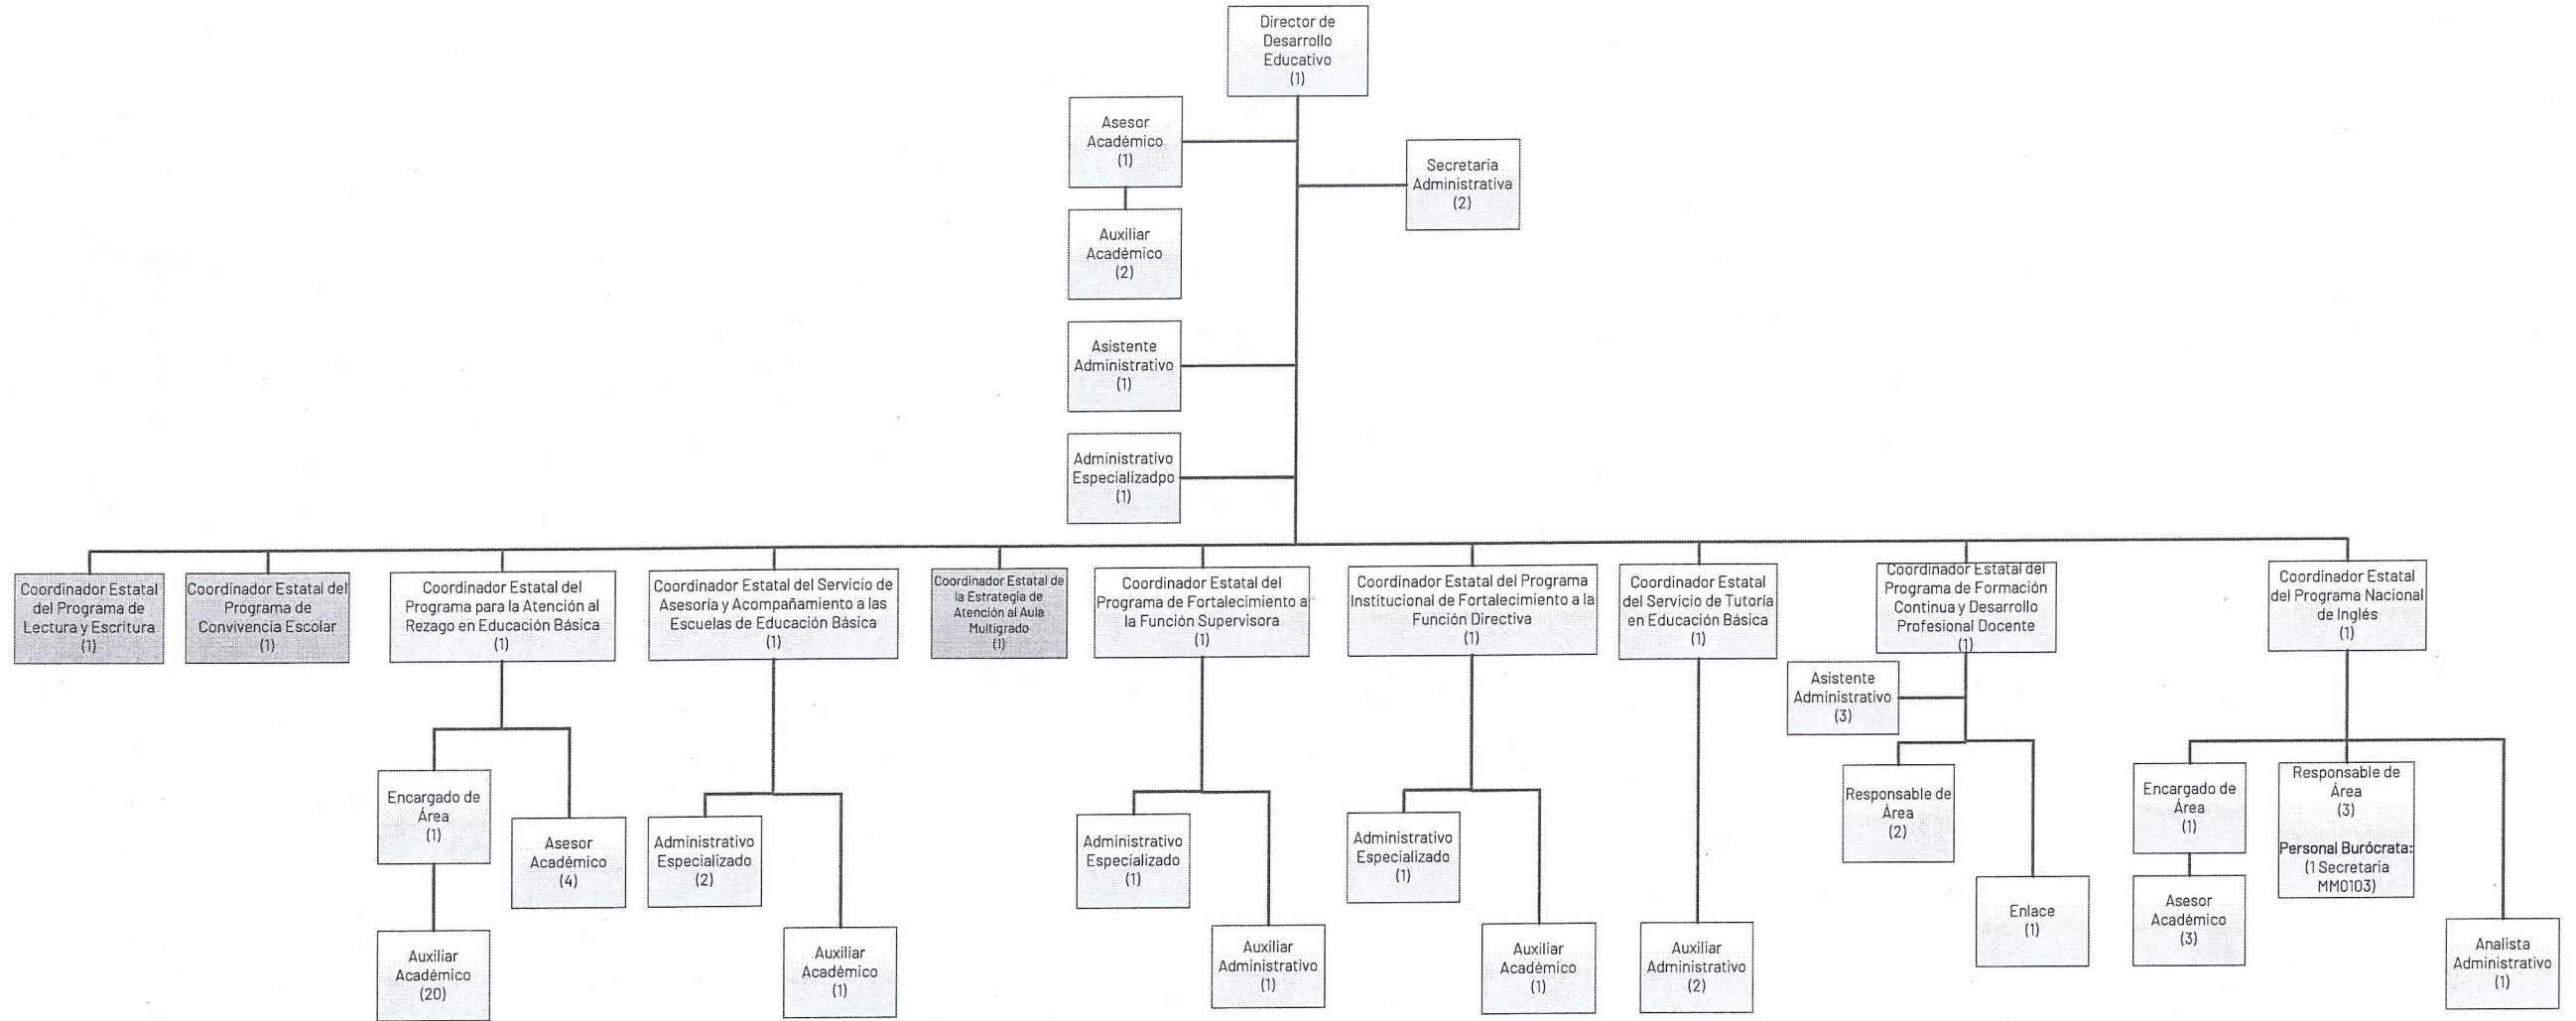 Director de
Desarrollo
Educativo
(1)
Asesor
Académico
(1)
Secretaria
Administrativa
(2)
Auxiliar
Académico
(2)
Asistente
Administrativo
(1)
Administrativo
Especializadpo
(1)
Coordinador Estatal
del Programa de
Lectura y Escritura
(1)
Coordinador Estatal del
Programa de
Convivencia Escolar
(1)
Coordinador Estatal del
Programa para la Atención al
Rezago en Educación Básica
(1)
Coordinador Estatal del Servicio de
Asesoría y Acompañamiento a las
Escuelas de Educación Básica
(1)
Coordinador Estatal de
la Estrategia de
Atención al Aula
Multigrado
(1)
Coordinador Estatal del
Programa de Fortalecimiento a
la Función Supervisora
(1)
Coordinador Estatal del Programa
Institucional de Fortalecimiento a la
Función Directiva
(1)
Coordinador Estatal
del Servicio de Tutoría
en Educación Básica
(1)
Coordinador Estatal del
Programa de Formación
Continua y Desarrollo
Profesional Docente
(1)
Coordinador Estatal
del Programa Nacional
de Inglés
(1)
Asistente
Administrativo
(3)
Encargado de
Área
(1)
Asesor
Académico
(4)
Auxiliar
Académico
(20)
Administrativo
Especializado
(2)
Auxiliar
Académico
(1)
Administrativo
Especializado
(1)
Auxiliar
Administrativo
(1)
Administrativo
Especializado
(1)
Auxiliar
Académico
(1)
Auxiliar
Administrativo
(2)
Responsable de
Área
(2)
Enlace
(1)
Encargado de
Área
(1)
Asesor
Académico
(3)
Responsable de
Área
(3)
Personal Burócrata:
(1 Secretaria
MM0103)
Analista
Administrativo
(1)